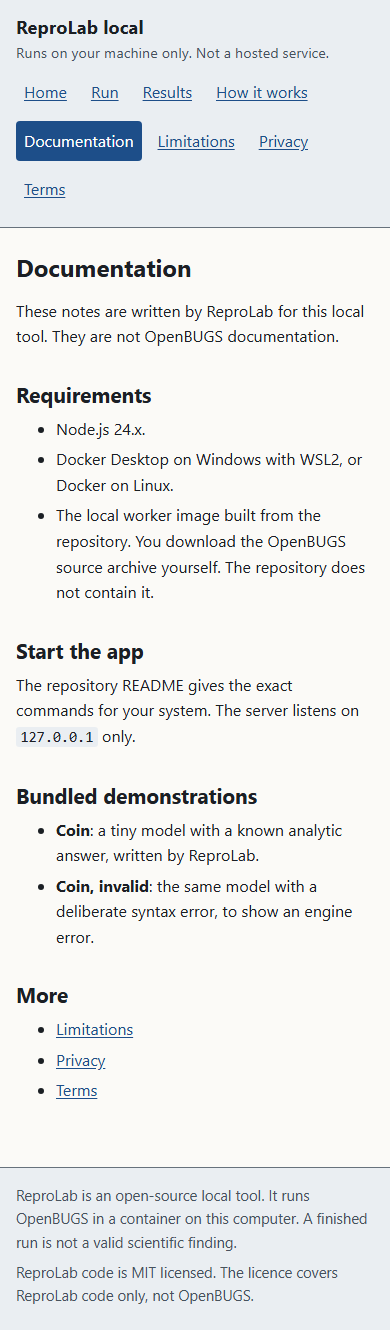 ReproLab local
Runs on your machine only. Not a hosted service.
Home Run Results How it works
Documentation Limitations Privacy
Terms
Documentation
These notes are written by ReproLab for this local
tool. They are not OpenBUGS documentation.
Requirements
Node.js 24.x.
Docker Desktop on Windows with WSL2, or
Docker on Linux.
The local worker image built from the
repository. You download the OpenBUGS
source archive yourself. The repository does
not contain it.
Start the app
The repository README gives the exact
commands for your system. The server listens on
127.0.0.1 only.
Bundled demonstrations
Coin: a tiny model with a known analytic
answer, written by ReproLab.
Coin, invalid: the same model with a
deliberate syntax error, to show an engine
error.
More
Limitations
Privacy
Terms
ReproLab is an open-source local tool. It runs
OpenBUGS in a container on this computer. A finished
run is not a valid scientific finding.
ReproLab code is MIT licensed. The licence covers
ReproLab code only, not OpenBUGS.